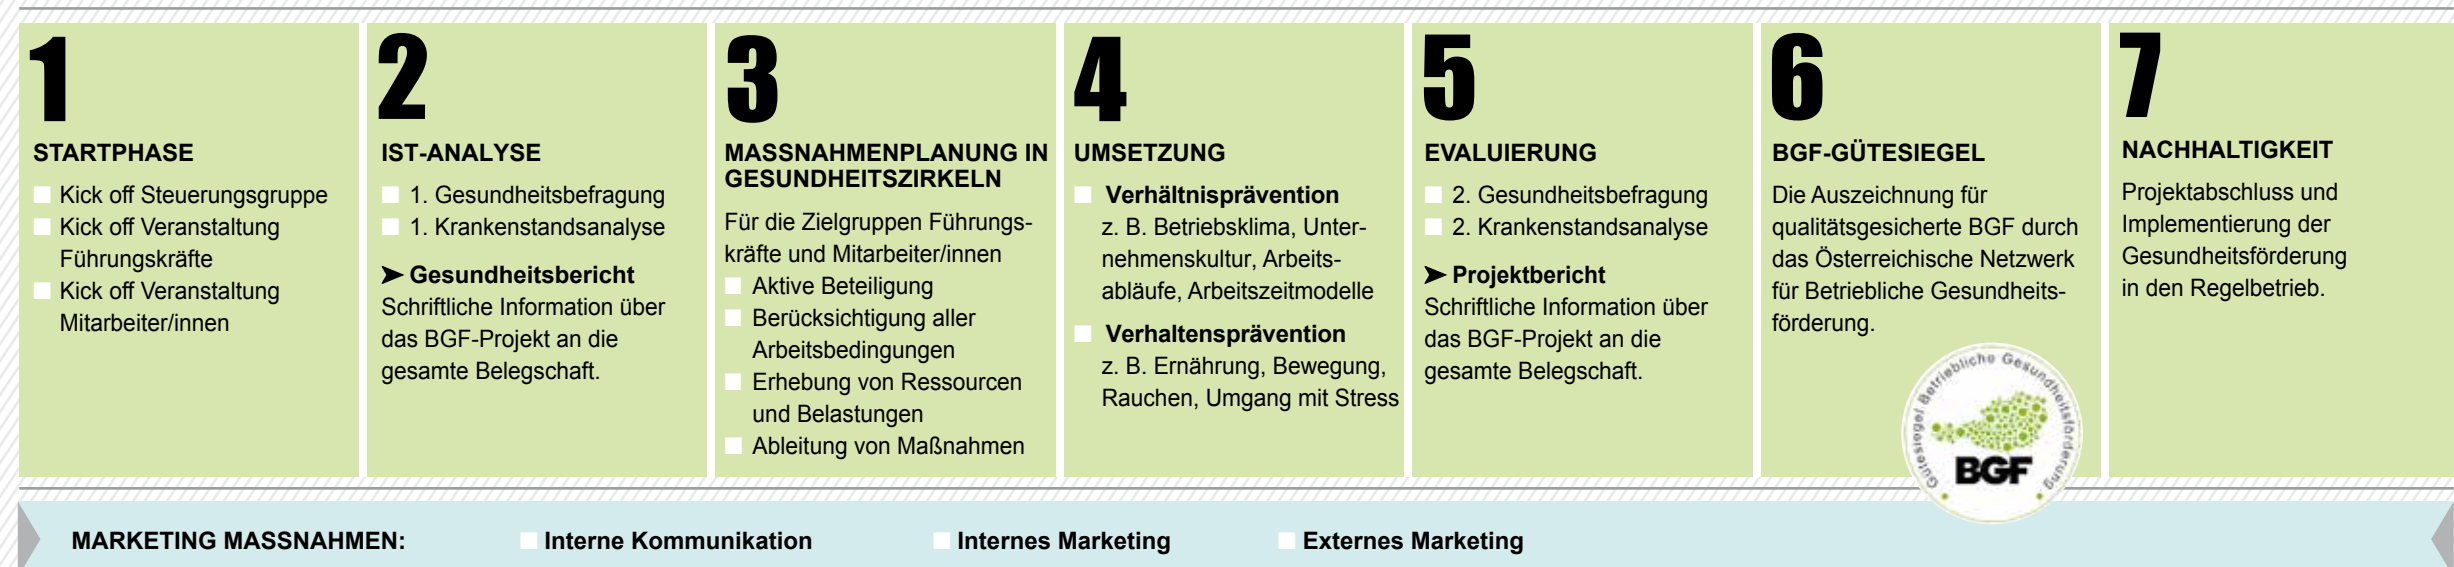 1
STARTPHASE
Kick off Steuerungsgruppe
Kick off Veranstaltung
Führungskräfte
Kick off Veranstaltung
Mitarbeiter/innen
2
IST-ANALYSE
1. Gesundheitsbefragung
1. Krankenstandsanalyse
➤ Gesundheitsbericht
Schriftliche Information über
das BGF-Projekt an die
gesamte Belegschaft.
3
MASSNAHMENPLANUNG IN
GESUNDHEITSZIRKELN
Für die Zielgruppen Führungs-
kräfte und Mitarbeiter/innen
Aktive Beteiligung
Berücksichtigung aller
Arbeitsbedingungen
Erhebung von Ressourcen
und Belastungen
Ableitung von Maßnahmen
4
UMSETZUNG
Verhältnisprävention
z. B. Betriebsklima, Unter-
nehmenskultur, Arbeits-
abläufe, Arbeitszeitmodelle
Verhaltensprävention
z. B. Ernährung, Bewegung,
Rauchen, Umgang mit Stress
5
EVALUIERUNG
2. Gesundheitsbefragung
2. Krankenstandsanalyse
➤ Projektbericht
Schriftliche Information über
das BGF-Projekt an die
gesamte Belegschaft.
6
BGF-GÜTESIEGEL
Die Auszeichnung für
qualitätsgesicherte BGF durch
das Österreichische Netzwerk
für Betriebliche Gesundheits-
förderung.
Gütesiegel Betriebliche Gesundheitsförderung
BGF
7
NACHHALTIGKEIT
Projektabschluss und
Implementierung der
Gesundheitsförderung
in den Regelbetrieb.
MARKETING MASSNAHMEN: Interne Kommunikation Internes Marketing Externes Marketing